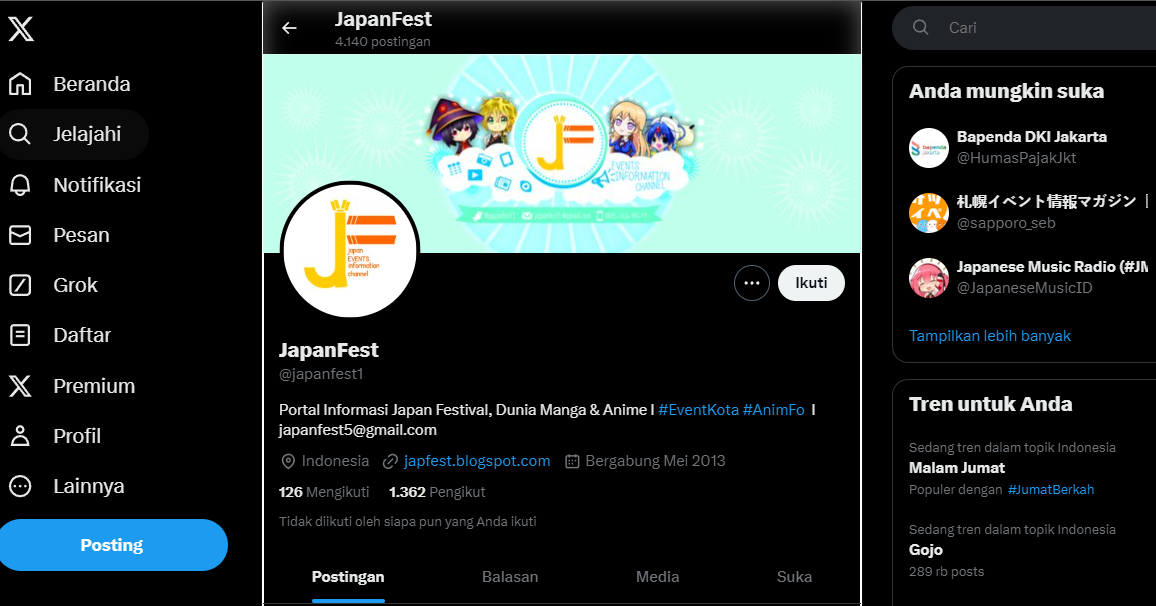 JapanFest
4.140 postingan
Beranda
Jelajahi
Notifikasi
Pesan
Grok
Daftar
Premium
Profil
Lainnya
Posting
JF
EVENTS
INFORMATION
CHANNEL
JF
japan
EVENTS
information
channel
Ikuti
JapanFest
@japanfest1
Portal Informasi Japan Festival, Dunia Manga & Anime I #EventKota #AnimFo I
japanfest5@gmail.com
Indonesia japfest.blogspot.com Bergabung Mei 2013
126 Mengikuti 1.362 Pengikut
Tidak diikuti oleh siapa pun yang Anda ikuti
Postingan Balasan Media Suka
Cari
Anda mungkin suka
Bapenda DKI Jakarta
@HumasPajakJkt
札幌イベント情報マガジン |
@sapporo_seb
Japanese Music Radio (#JM
@JapaneseMusicID
Tampilkan lebih banyak
Tren untuk Anda
Sedang tren dalam topik Indonesia
Malam Jumat
Populer dengan #JumatBerkah
Sedang tren dalam topik Indonesia
Gojo
289 rb posts